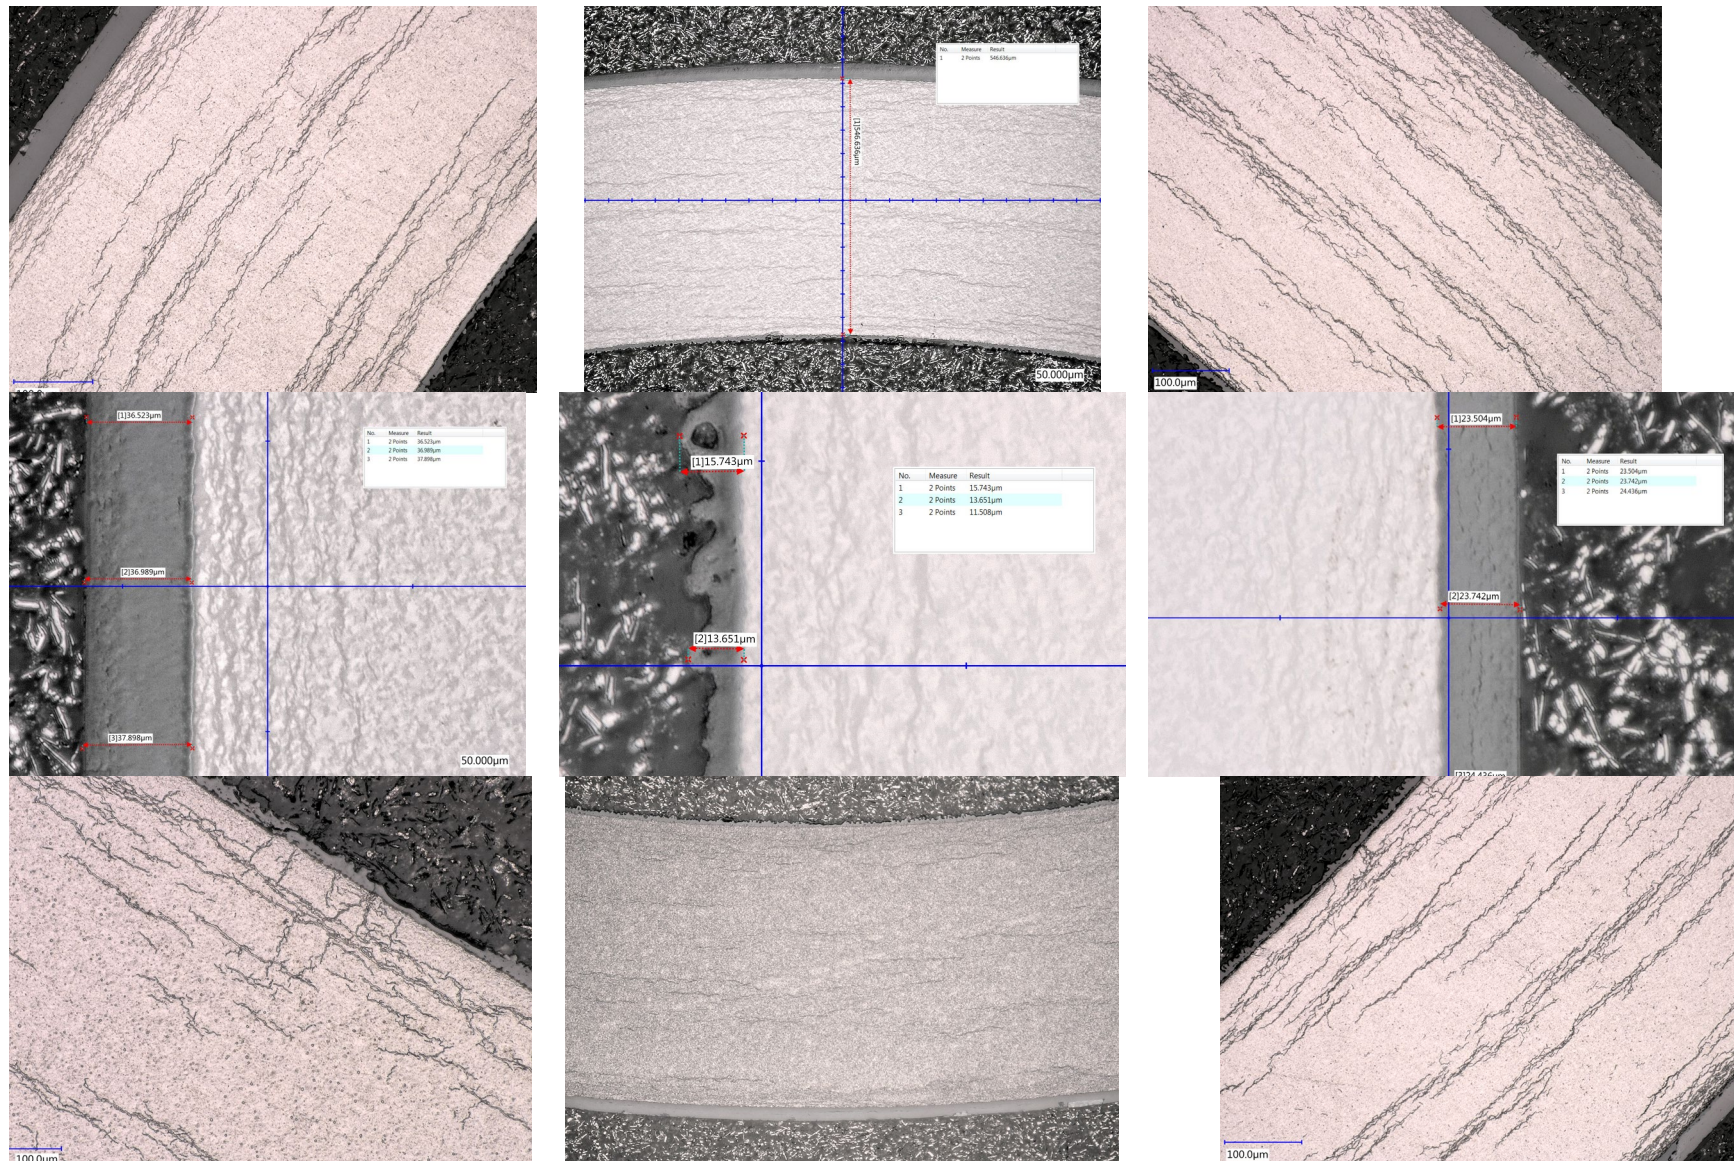 No. Measure Result
1 2 Points 546.636µm
[1]546.636µm
50.000µm
100.0µm
[1]36.523µm
No. Measure Result
1 2 Points 36.523µm
2 2 Points 36.989µm
3 2 Points 37.898µm
[2]36.989µm
[3]37.898µm
50.000µm
[1]15.743µm
No. Measure Result
1 2 Points 15.743µm
2 2 Points 13.651µm
3 2 Points 11.508µm
[2]13.651µm
[1]23.504µm
No. Measure Result
1 2 Points 23.504µm
2 2 Points 23.742µm
3 2 Points 24.436µm
[2]23.742µm
[3]24.436µm
100.0µm
100.0µm